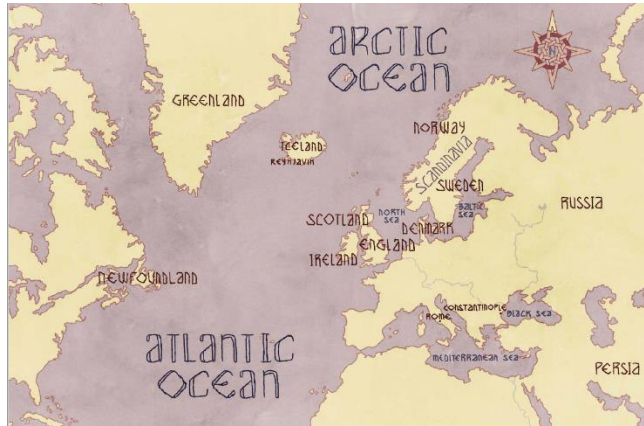 ARCTIC
OCEAN
N
GREENLAND
NORWAY
ICELAND
REYKJAVIK
SCANDINAVIA
SWEDEN
RUSSIA
SCOTLAND
NORTH
SEA
BALTIC
SEA
DENMARK
ENGLAND
IRELAND
NEWFOUNDLAND
CONSTANTINOPLE
ROME
BLACK SEA
ATLANTIC
OCEAN
MEDITERRANEAN SEA
PERSIA